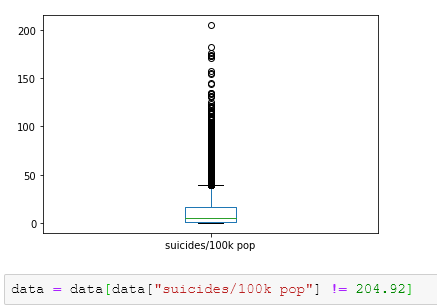 200
150
100
50
0
suicides/100k pop
data = data[data["suicides/100k pop"] != 204.92]